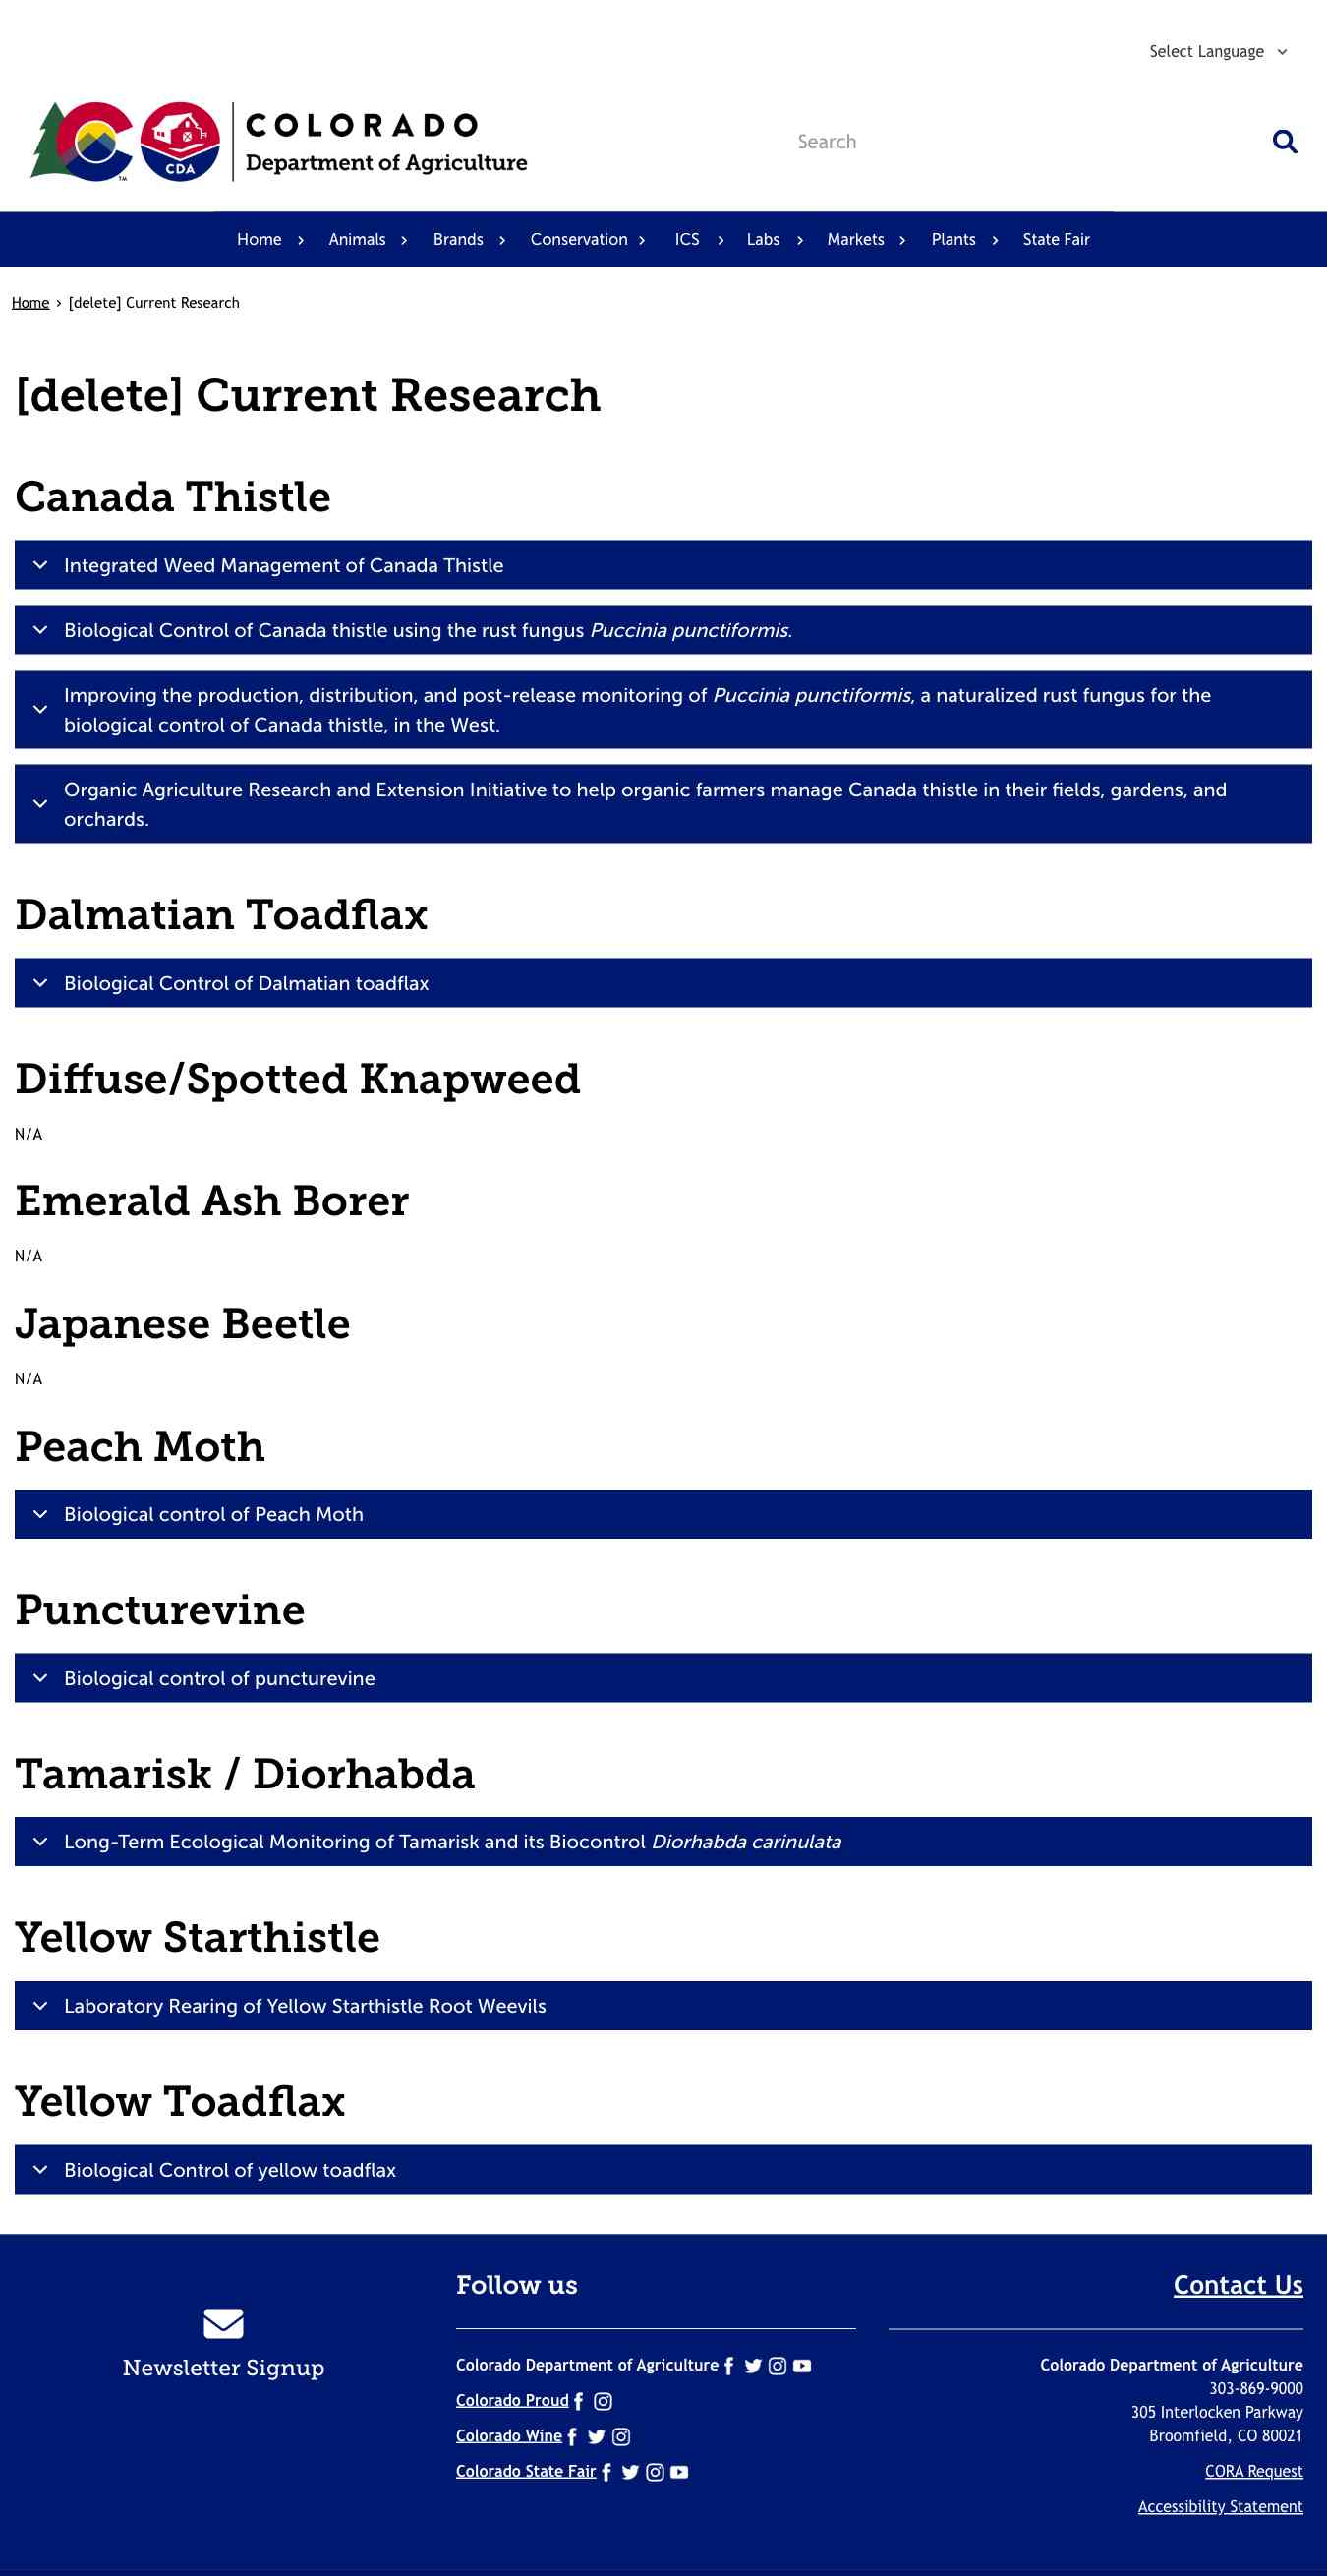 Select Language
CDA
TM
COLORADO
Department of Agriculture
Search
Home
Animals
Brands
Conservation
ICS
Labs
Markets
Plants
State Fair
Home › [delete] Current Research
[delete] Current Research
Canada Thistle
Integrated Weed Management of Canada Thistle
Biological Control of Canada thistle using the rust fungus Puccinia punctiformis.
Improving the production, distribution, and post-release monitoring of Puccinia punctiformis, a naturalized rust fungus for the
biological control of Canada thistle, in the West.
Organic Agriculture Research and Extension Initiative to help organic farmers manage Canada thistle in their fields, gardens, and
orchards.
Dalmatian Toadflax
Biological Control of Dalmatian toadflax
Diffuse/Spotted Knapweed
N/A
Emerald Ash Borer
N/A
Japanese Beetle
N/A
Peach Moth
Biological control of Peach Moth
Puncturevine
Biological control of puncturevine
Tamarisk / Diorhabda
Long-Term Ecological Monitoring of Tamarisk and its Biocontrol Diorhabda carinulata
Yellow Starthistle
Laboratory Rearing of Yellow Starthistle Root Weevils
Yellow Toadflax
Biological Control of yellow toadflax
Newsletter Signup
Follow us
Colorado Department of Agriculture
Colorado Proud
Colorado Wine
Colorado State Fair
Contact Us
Colorado Department of Agriculture
303-869-9000
305 Interlocken Parkway
Broomfield, CO 80021
CORA Request
Accessibility Statement